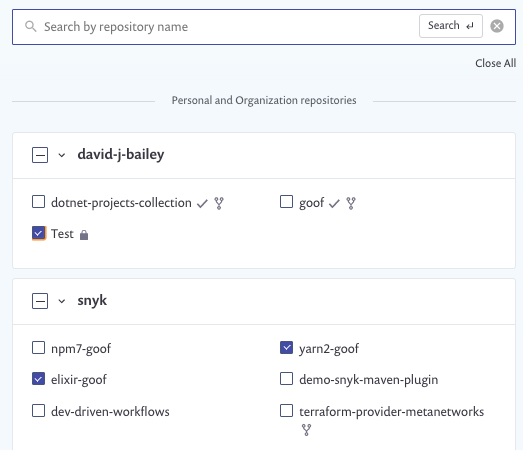 Search by repository name Search
Close All
Personal and Organization repositories
david-j-bailey
dotnet-projects-collection goof
Test
snyk
npm7-goof yarn2-goof
elixir-goof demo-snyk-maven-plugin
dev-driven-workflows terraform-provider-metanetworks